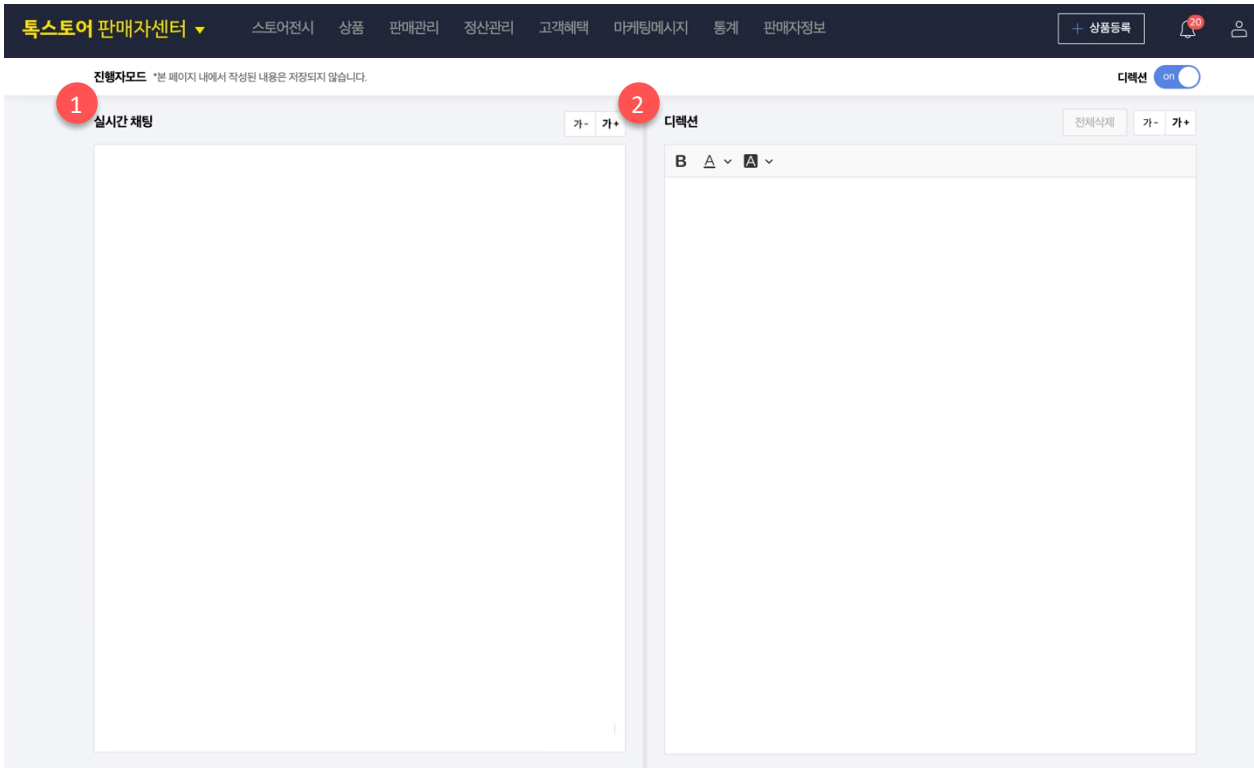 톡스토어 판매자센터 ▼ 스토어전시 상품 판매관리 정산관리 고객혜택 마케팅메시지 통계 판매자정보 + 상품등록 20
진행자모드 *본 페이지 내에서 작성된 내용은 저장되지 않습니다. 디렉션 on
1 실시간 채팅 가- 가+
2 디렉션 전체삭제 가- 가+
B A A